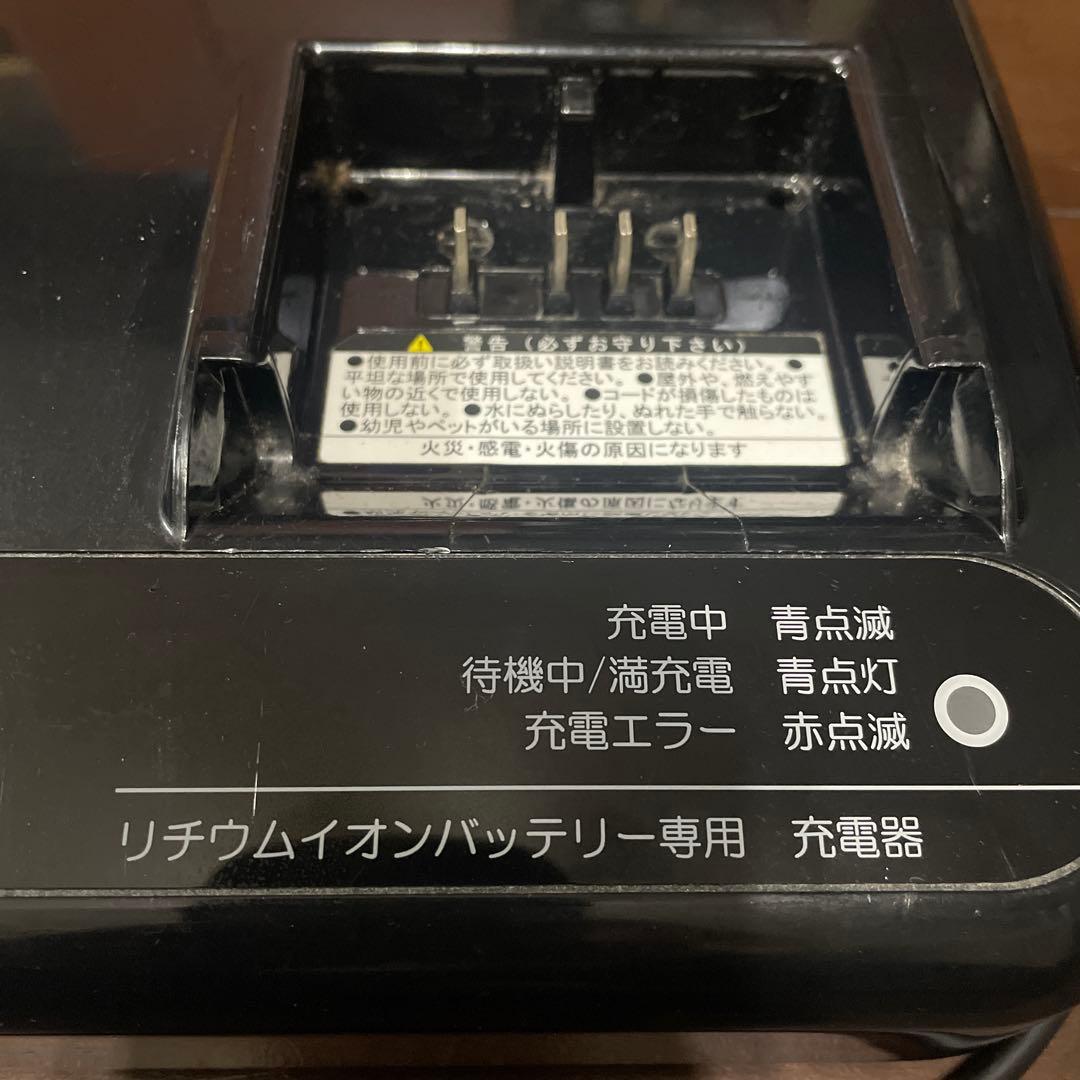 警告（必ずお守り下さい）
●使用前に必ず取扱い説明書をお読みください。●
平坦な場所で使用してください。●屋外や、燃えやす
い物の近くで使用しない。●コードが損傷したものは
使用しない。●水にぬらしたり、ぬれた手で触らない。
●幼児やペットがいる場所に設置しない。
火災・感電・火傷の原因になります
充電中 青点滅
待機中/満充電 青点灯
充電エラー 赤点滅
リチウムイオンバッテリー専用 充電器